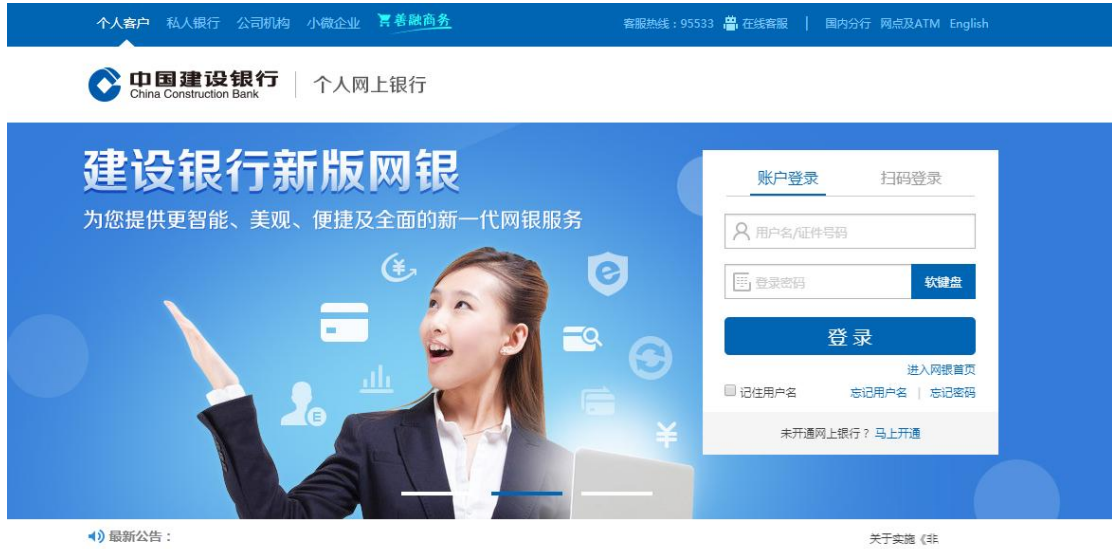 个人客户 私人银行 公司机构 小微企业 善融商务 客服热线：95533 在线客服 | 国内分行 网点及ATM English
中国建设银行
China Construction Bank
个人网上银行
建设银行新版网银
为您提供更智能、美观、便捷及全面的新一代网银服务
账户登录 扫码登录
用户名/证件号码
登录密码 软键盘
登录
进入网银首页
记住用户名 忘记用户名 | 忘记密码
未开通网上银行？马上开通
最新公告： 关于实施《非